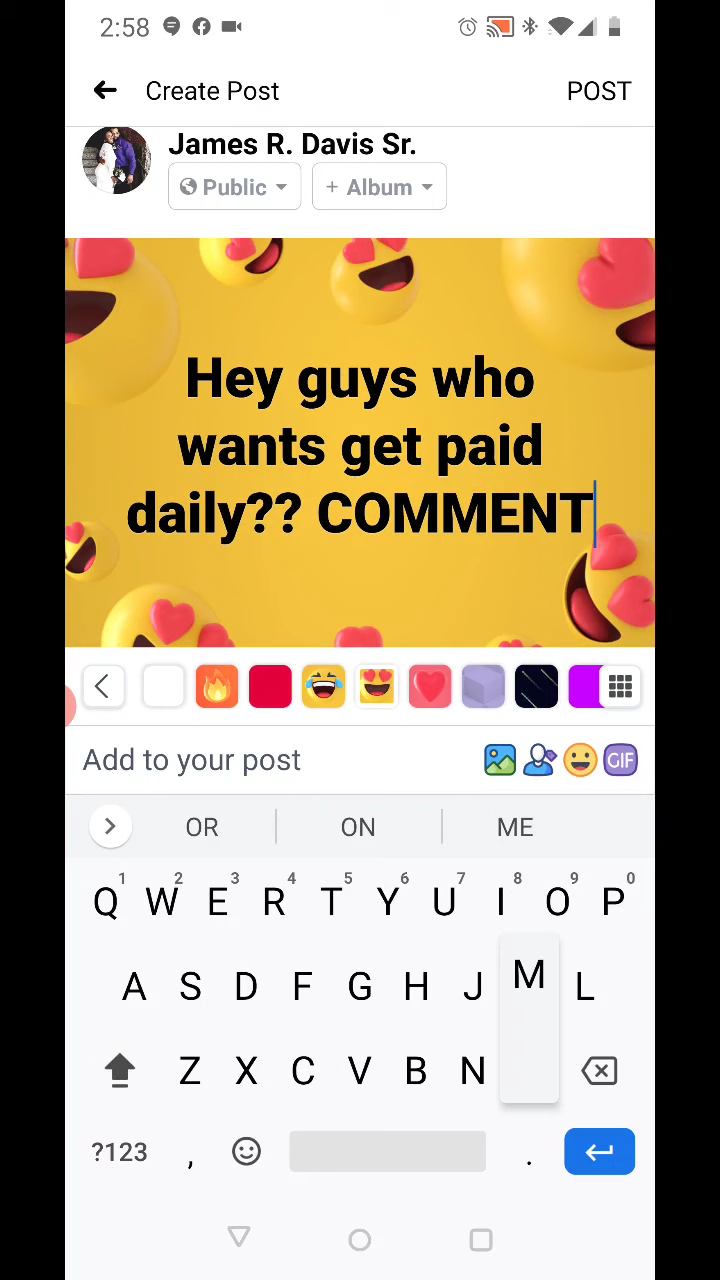 2:58
Create Post POST
James R. Davis Sr.
Public + Album
Hey guys who
wants get paid
daily?? COMMENT
Add to your post GIF
OR ON ME
1 2 3 4 5 6 7 8 9 0
Q W E R T Y U I O P
A S D F G H J M L
Z X C V B N
?123 , .